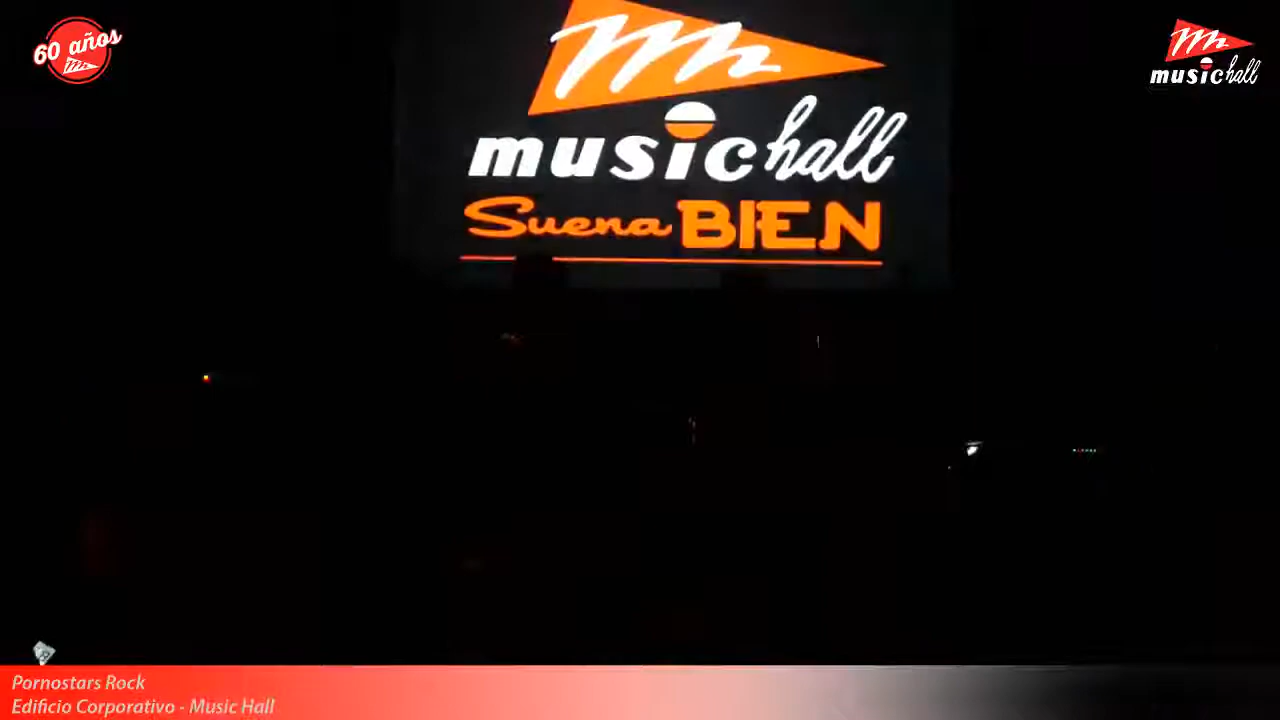 60 años
music hall
music hall
Suena BIEN
Pornostars Rock
Edificio Corporativo - Music Hall